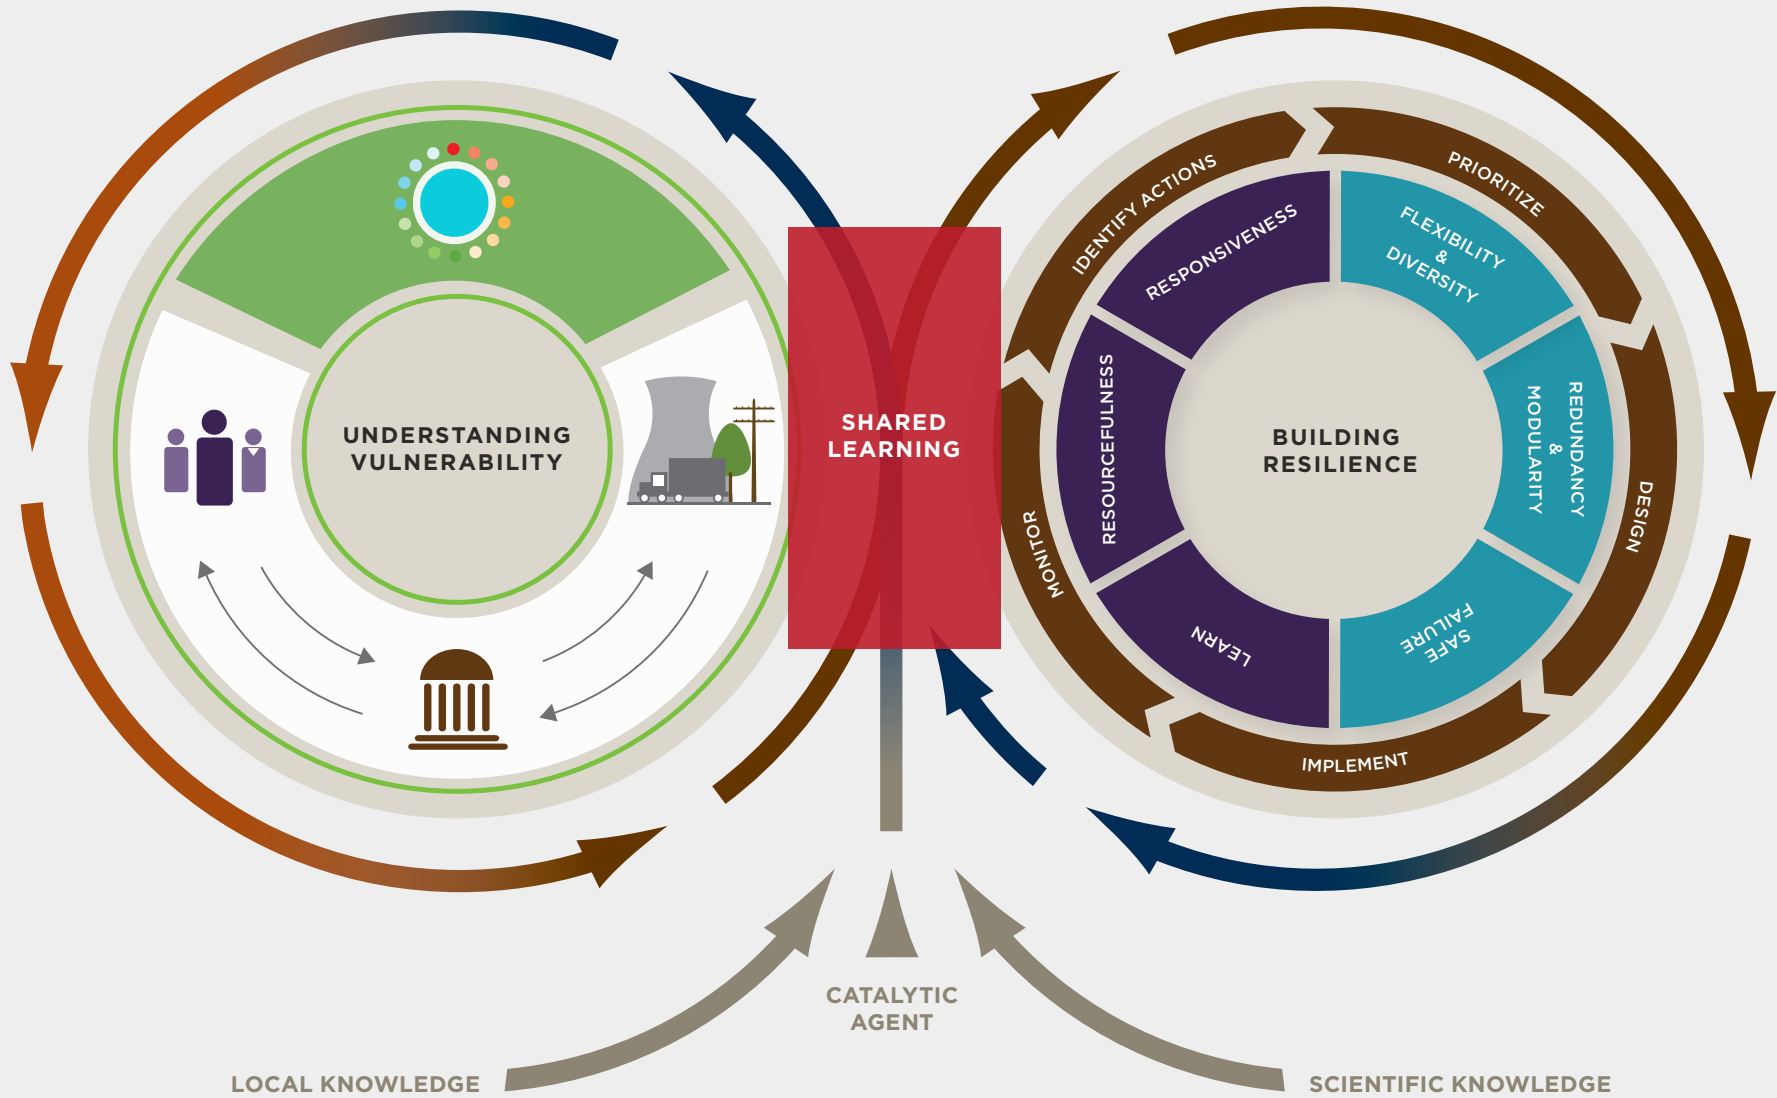 UNDERSTANDING
VULNERABILITY
SHARED
LEARNING
BUILDING
RESILIENCE
IDENTIFY ACTIONS
PRIORITIZE
DESIGN
IMPLEMENT
MONITOR
RESPONSIVENESS
FLEXIBILITY
&
DIVERSITY
REDUNDANCY
&
MODULARITY
SAFE
FAILURE
LEARN
RESOURCEFULNESS
CATALYTIC
AGENT
LOCAL KNOWLEDGE
SCIENTIFIC KNOWLEDGE